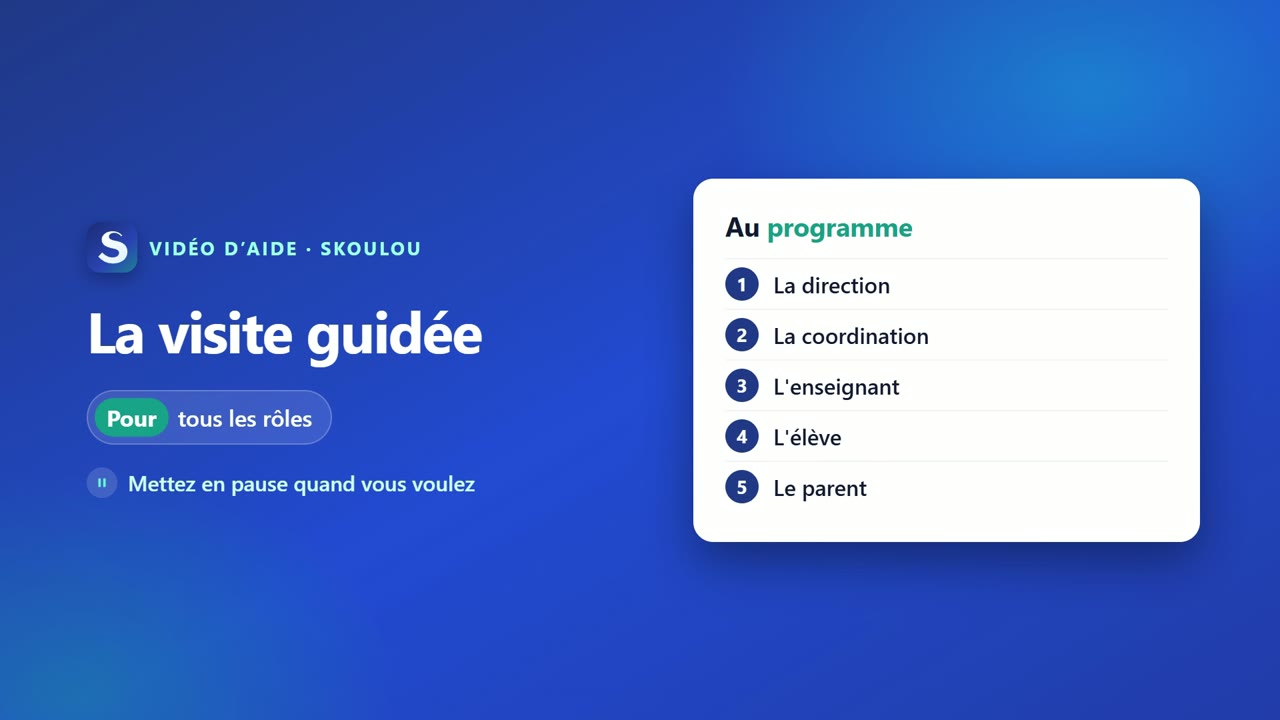 S
VIDÉO D’AIDE · SKOULOU
La visite guidée
Pour tous les rôles
Mettez en pause quand vous voulez
Au programme
1 La direction
2 La coordination
3 L'enseignant
4 L'élève
5 Le parent